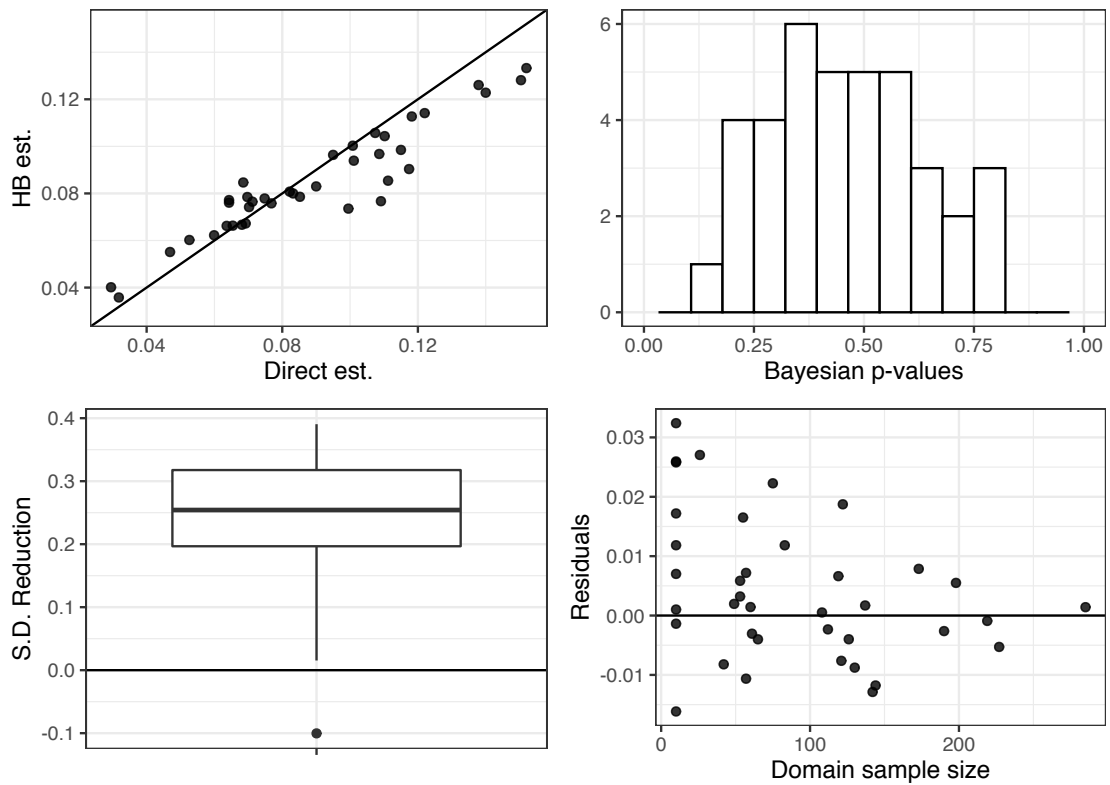 HB est.
0.12
0.08
0.04
0.04 0.08 0.12
Direct est.
6
4
2
0
0.00 0.25 0.50 0.75 1.00
Bayesian p-values
S.D. Reduction
0.4
0.3
0.2
0.1
0.0
-0.1
Residuals
0.03
0.02
0.01
0.00
-0.01
0 100 200
Domain sample size